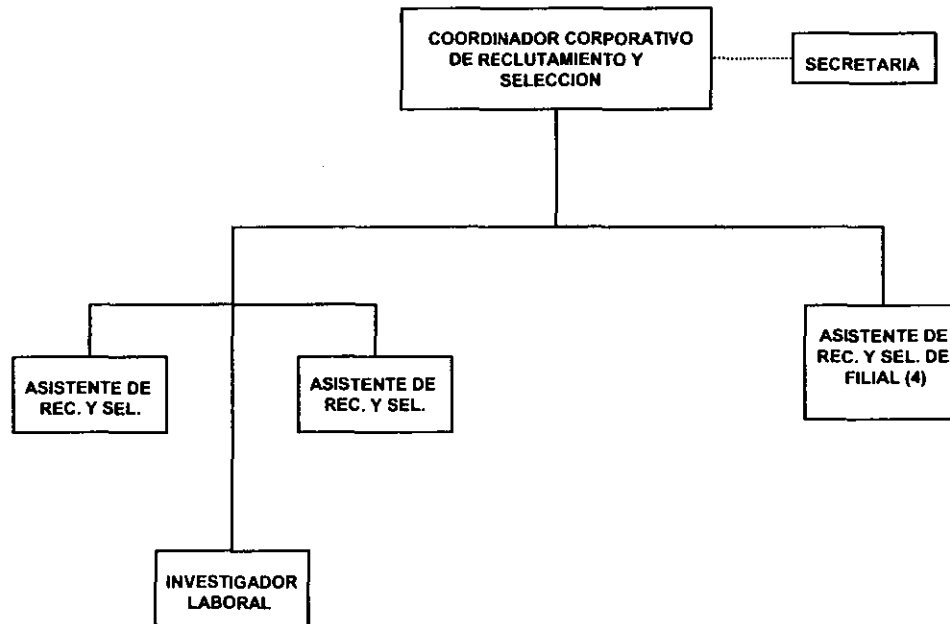 COORDINADOR CORPORATIVO
DE RECLUTAMIENTO Y
SELECCION
SECRETARIA
ASISTENTE DE
REC. Y SEL.
ASISTENTE DE
REC. Y SEL.
ASISTENTE DE
REC. Y SEL. DE
FILIAL (4)
INVESTIGADOR
LABORAL